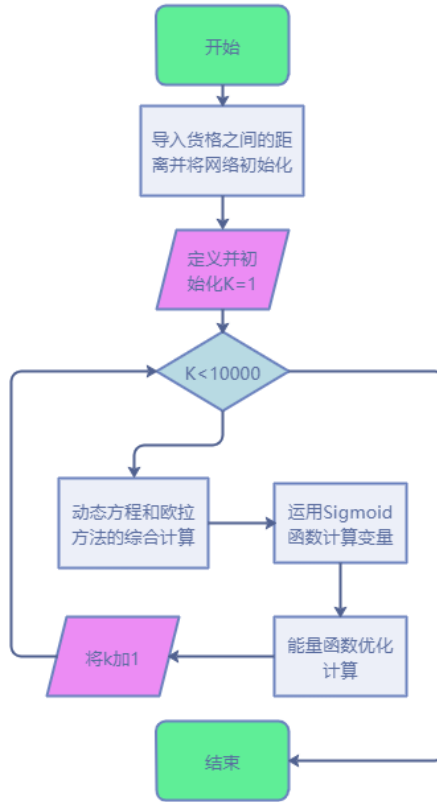 开始
导入货格之间的距
离并将网络初始化
定义并初
始化K=1
K<10000
动态方程和欧拉
方法的综合计算
运用Sigmoid
函数计算变量
能量函数优化
计算
将k加1
结束